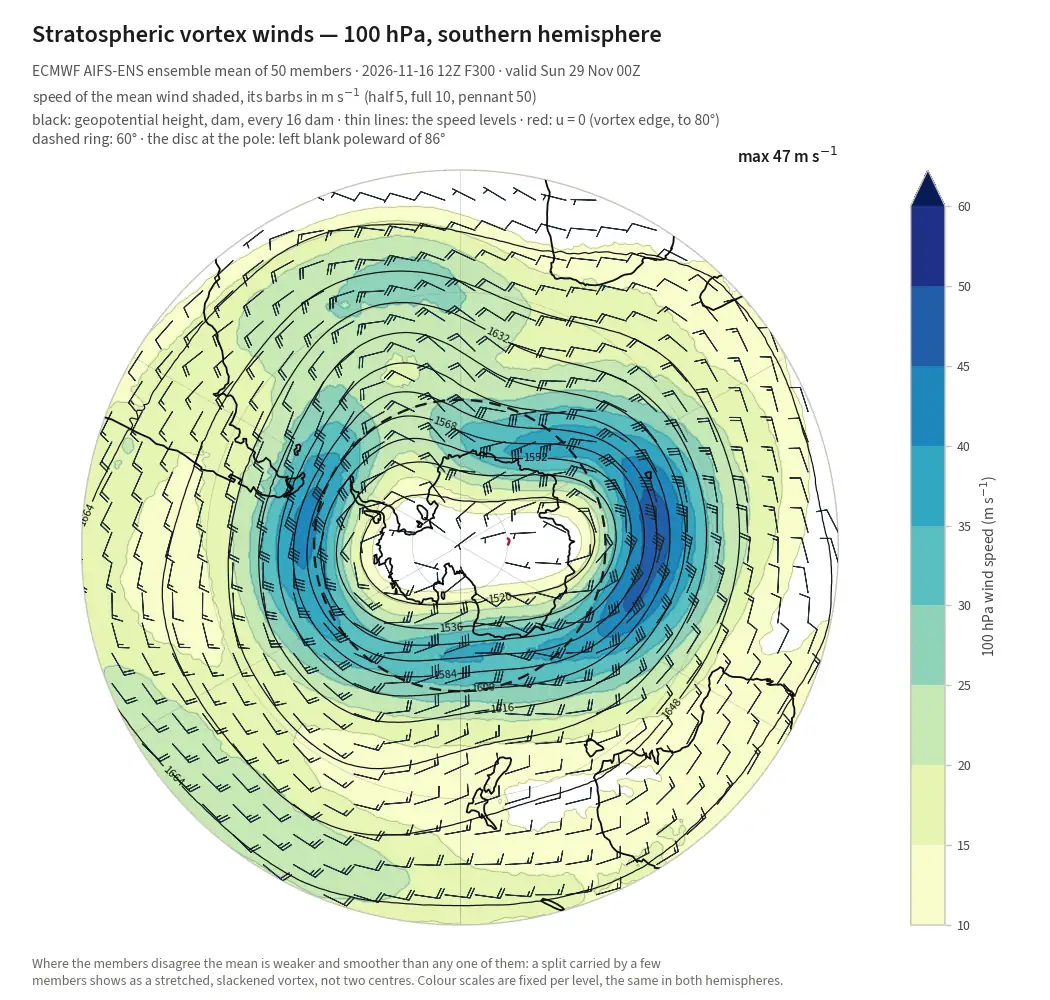 Stratospheric vortex winds — 100 hPa, southern hemisphere
ECMWF AIFS-ENS ensemble mean of 50 members · 2026-11-16 12Z F300 · valid Sun 29 Nov 00Z
speed of the mean wind shaded, its barbs in m s⁻¹ (half 5, full 10, pennant 50)
black: geopotential height, dam, every 16 dam · thin lines: the speed levels · red: u = 0 (vortex edge, to 80°)
dashed ring: 60° · the disc at the pole: left blank poleward of 86°
max 47 m s⁻¹
60
50
45
40
35
30
25
20
15
10
100 hPa wind speed (m s⁻¹)
1632
1568
1592
1664
1520
1536
1584
1600
1616
1648
1664
Where the members disagree the mean is weaker and smoother than any one of them: a split carried by a few
members shows as a stretched, slackened vortex, not two centres. Colour scales are fixed per level, the same in both hemispheres.